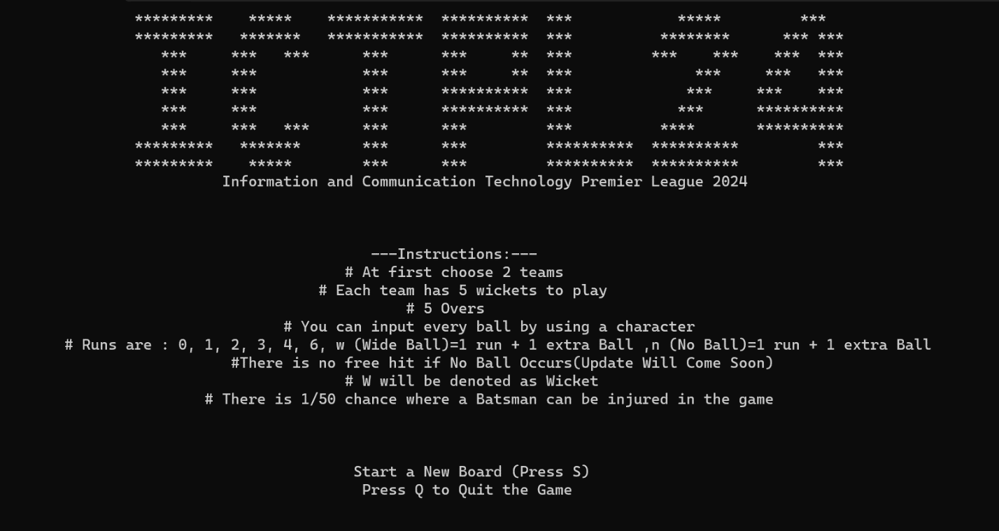 ICTPL24
Information and Communication Technology Premier League 2024
---Instructions:---
# At first choose 2 teams
# Each team has 5 wickets to play
# 5 Overs
# You can input every ball by using a character
# Runs are : 0, 1, 2, 3, 4, 6, w (Wide Ball)=1 run + 1 extra Ball ,n (No Ball)=1 run + 1 extra Ball
#There is no free hit if No Ball Occurs(Update Will Come Soon)
# W will be denoted as Wicket
# There is 1/50 chance where a Batsman can be injured in the game
Start a New Board (Press S)
Press Q to Quit the Game